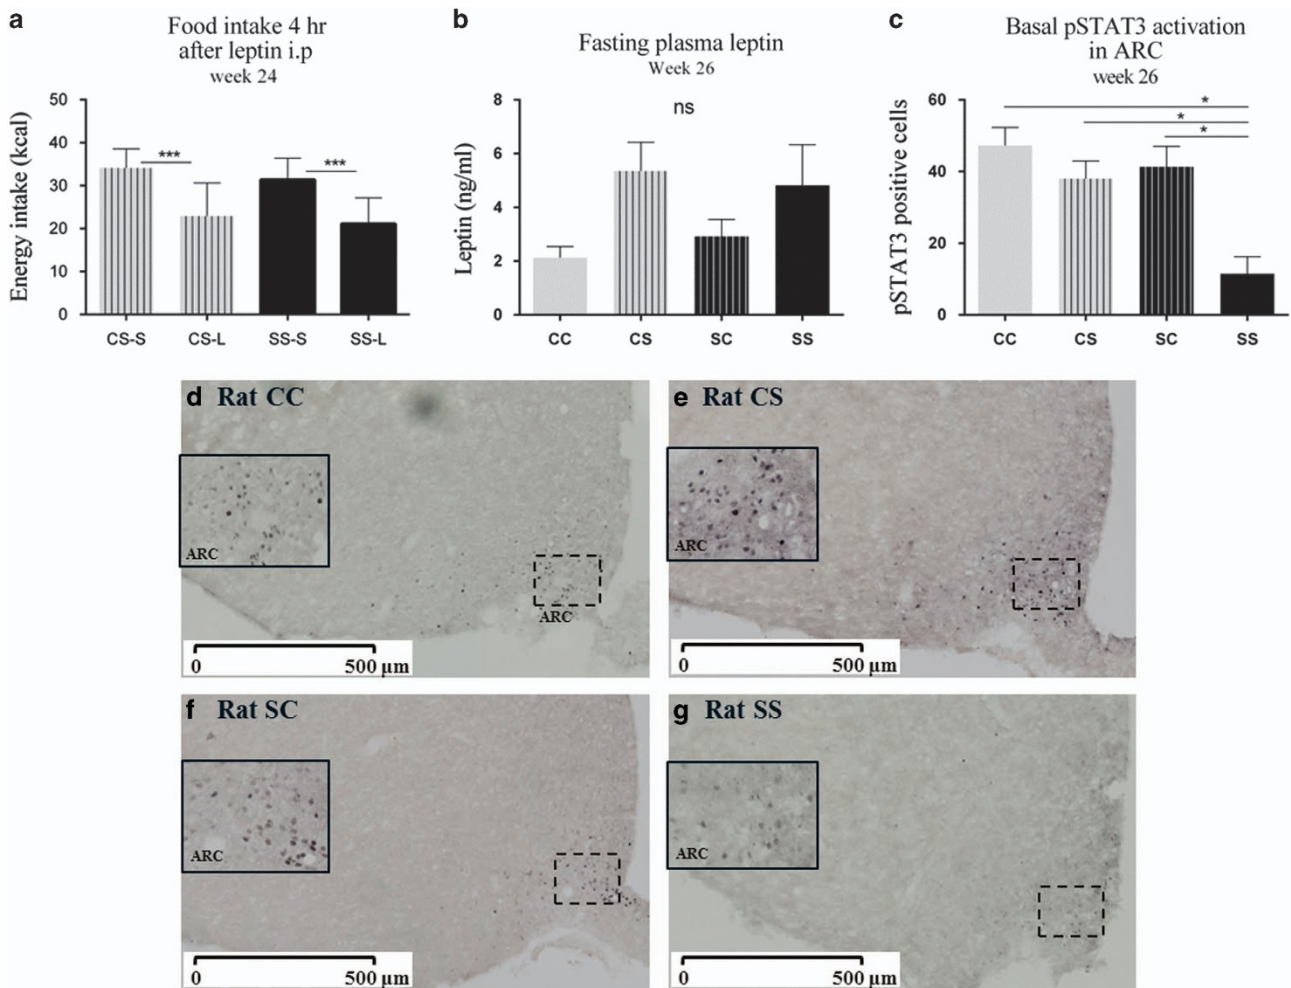 a
Food intake 4 hr
after leptin i.p
week 24
Energy intake (kcal)
50
40
30
20
10
0
***
***
CS-S CS-L SS-S SS-L
b
Fasting plasma leptin
Week 26
ns
Leptin (ng/ml)
8
6
4
2
0
CC CS SC SS
c
Basal pSTAT3 activation
in ARC
week 26
pSTAT3 positive cells
60
40
20
0
*
*
*
CC CS SC SS
d Rat CC
ARC
ARC
0 500 µm
e Rat CS
ARC
0 500 µm
f Rat SC
ARC
0 500 µm
g Rat SS
ARC
0 500 µm